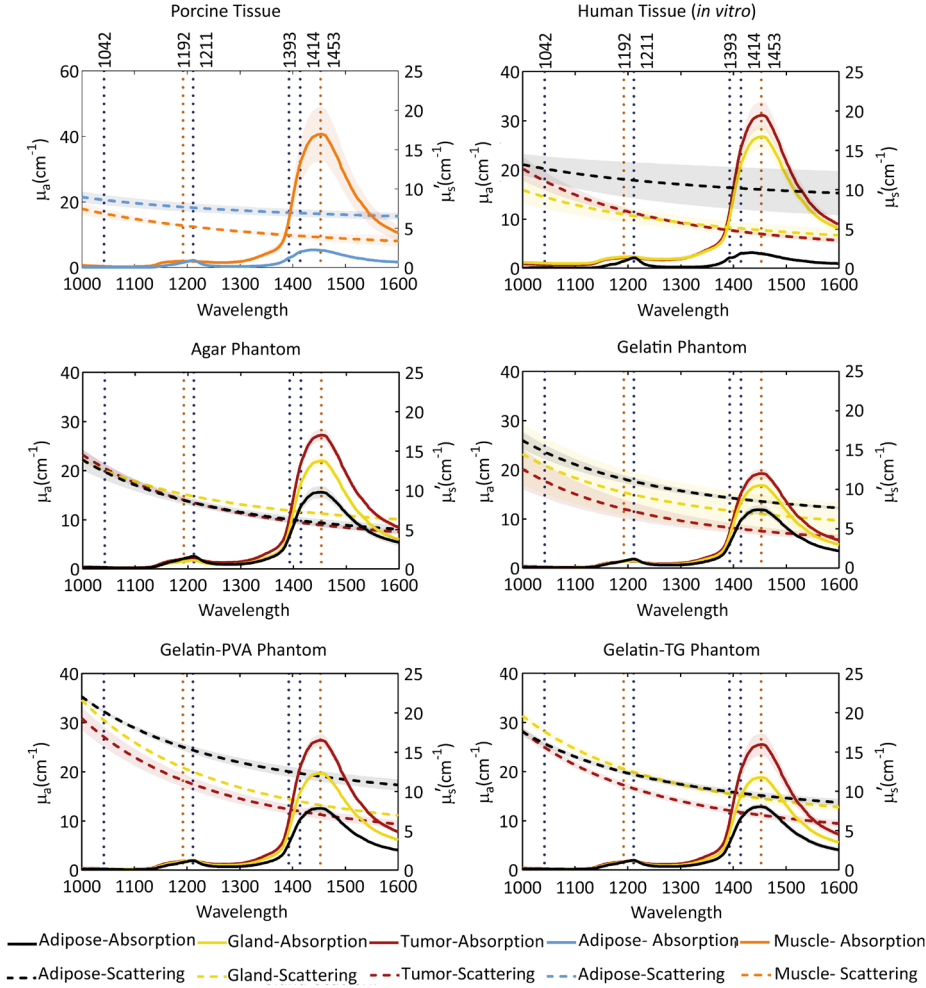 Porcine Tissue
Human Tissue (in vitro)
1042 1192 1211 1393 1414 1453
1042 1192 1211 1393 1414 1453
60 40 20 0
μa(cm-1)
25 20 15 10 5 0
μs'(cm-1)
1000 1100 1200 1300 1400 1500 1600
Wavelength
40 30 20 10 0
μa(cm-1)
25 20 15 10 5 0
μs'(cm-1)
1000 1100 1200 1300 1400 1500 1600
Wavelength
Agar Phantom
Gelatin Phantom
40 30 20 10 0
μa(cm-1)
25 20 15 10 5 0
μs'(cm-1)
1000 1100 1200 1300 1400 1500 1600
Wavelength
40 30 20 10 0
μa(cm-1)
25 20 15 10 5 0
μs'(cm-1)
1000 1100 1200 1300 1400 1500 1600
Wavelength
Gelatin-PVA Phantom
Gelatin-TG Phantom
40 30 20 10 0
μa(cm-1)
25 20 15 10 5 0
μs'(cm-1)
1000 1100 1200 1300 1400 1500 1600
Wavelength
40 30 20 10 0
μa(cm-1)
25 20 15 10 5 0
μs'(cm-1)
1000 1100 1200 1300 1400 1500 1600
Wavelength
Adipose-Absorption Gland-Absorption Tumor-Absorption Adipose- Absorption Muscle- Absorption
Adipose-Scattering Gland-Scattering Tumor-Scattering Adipose-Scattering Muscle- Scattering